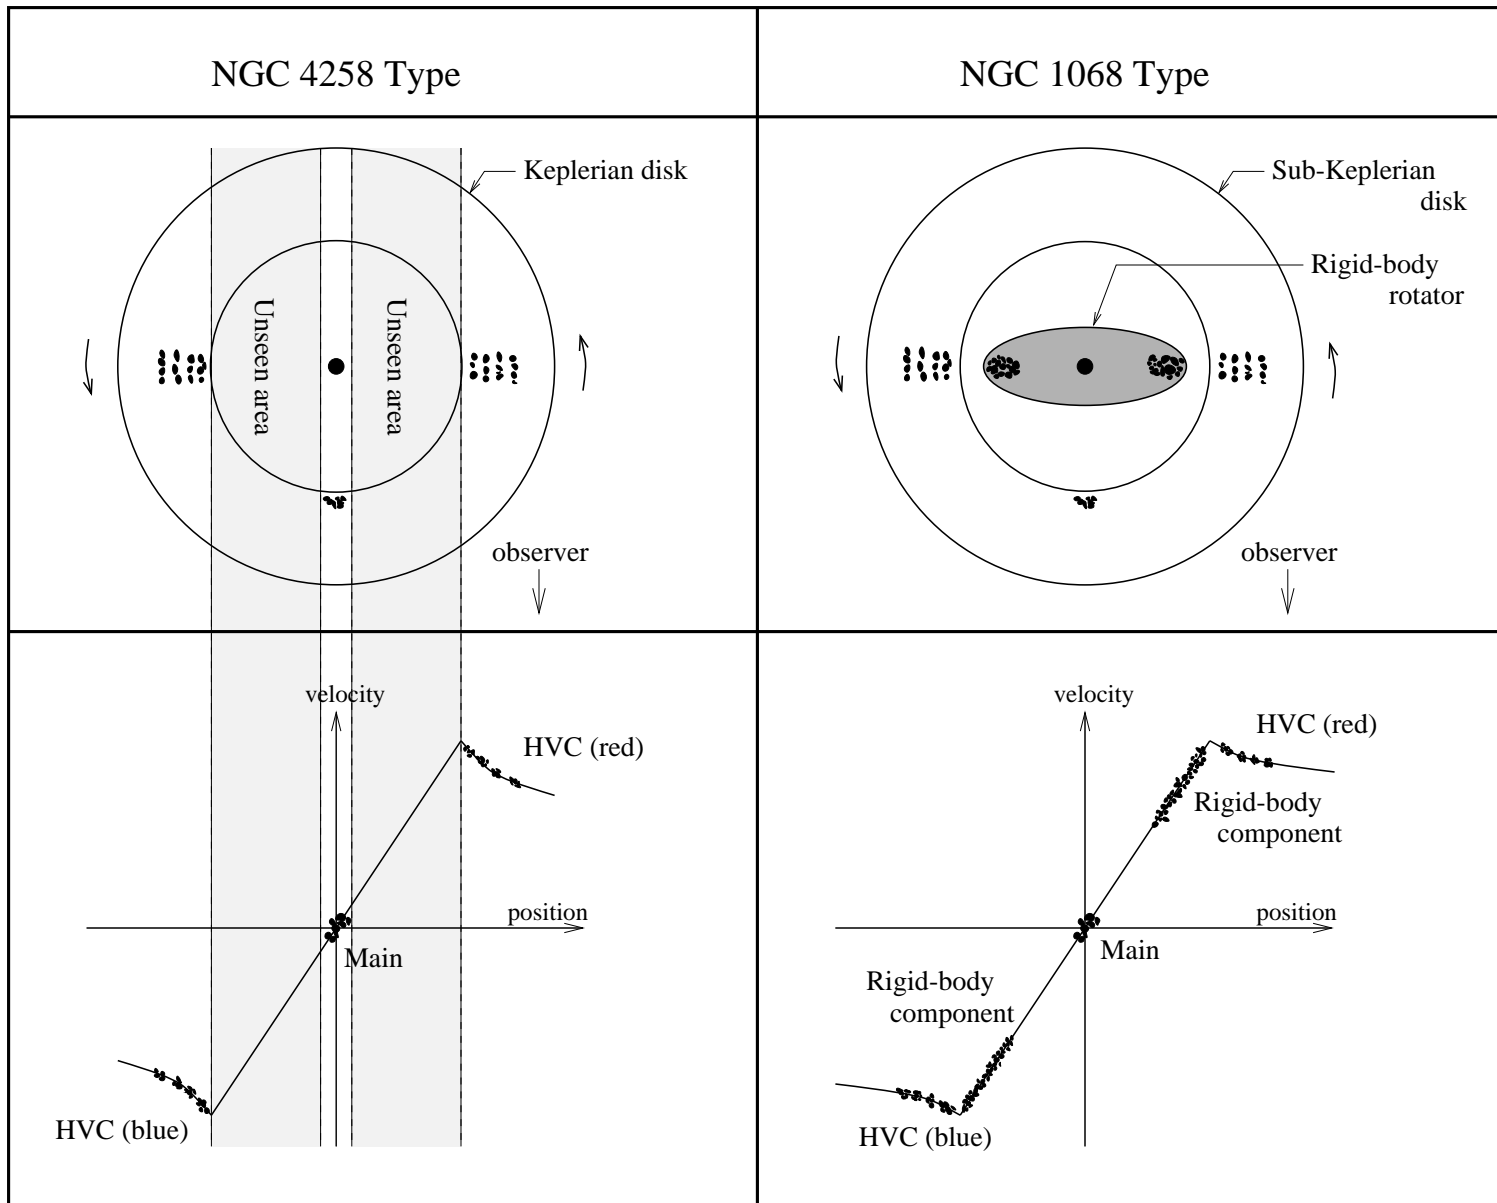 NGC 4258 Type
NGC 1068 Type
Keplerian disk
Unseen area
Unseen area
observer
Sub-Keplerian
disk
Rigid-body
rotator
observer
velocity
HVC (red)
position
Main
HVC (blue)
velocity
HVC (red)
Rigid-body
component
position
Main
Rigid-body
component
HVC (blue)